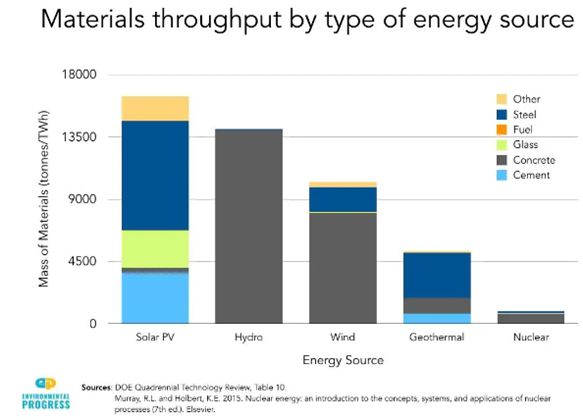 Materials throughput by type of energy source
18000
13500
9000
4500
0
Mass of Materials (tonnes/TWh)
Other
Steel
Fuel
Glass
Concrete
Cement
Solar PV
Hydro
Wind
Geothermal
Nuclear
Energy Source
ENVIRONMENTAL
PROGRESS
Sources: DOE Quadrennial Technology Review, Table 10.
Murray, R.L. and Holbert, K.E. 2015. Nuclear energy: an introduction to the concepts, systems, and applications of nuclear
processes (7th ed.). Elsevier.